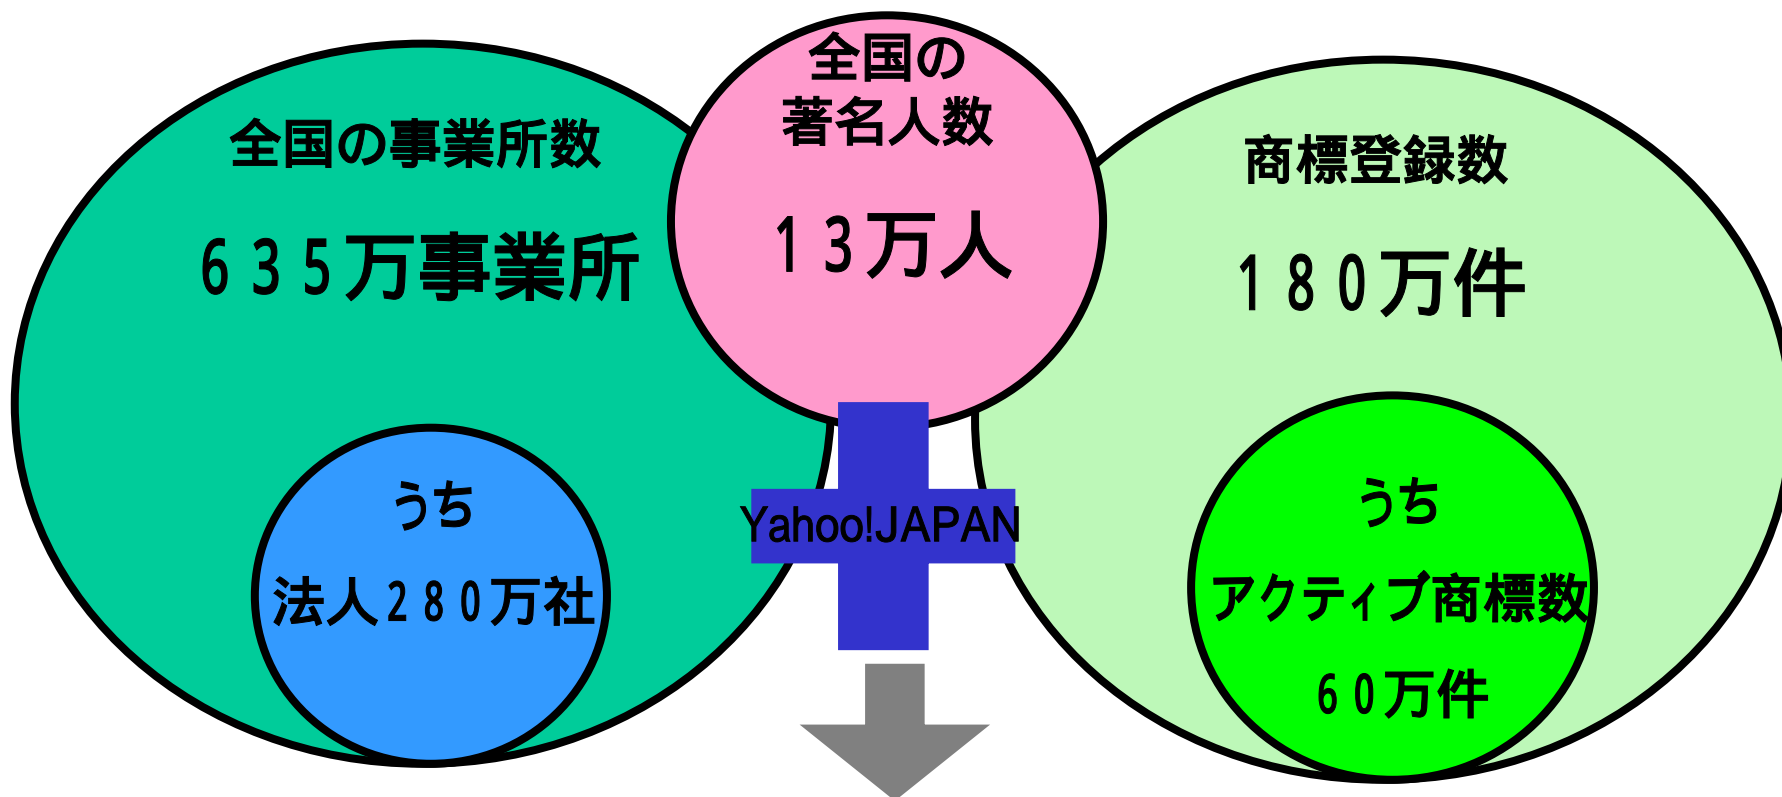 全国の事業所数
６３５万事業所
うち
法人２８０万社
全国の
著名人数
１３万人
Yahoo!JAPAN
商標登録数
１８０万件
うち
アクティブ商標数
６０万件